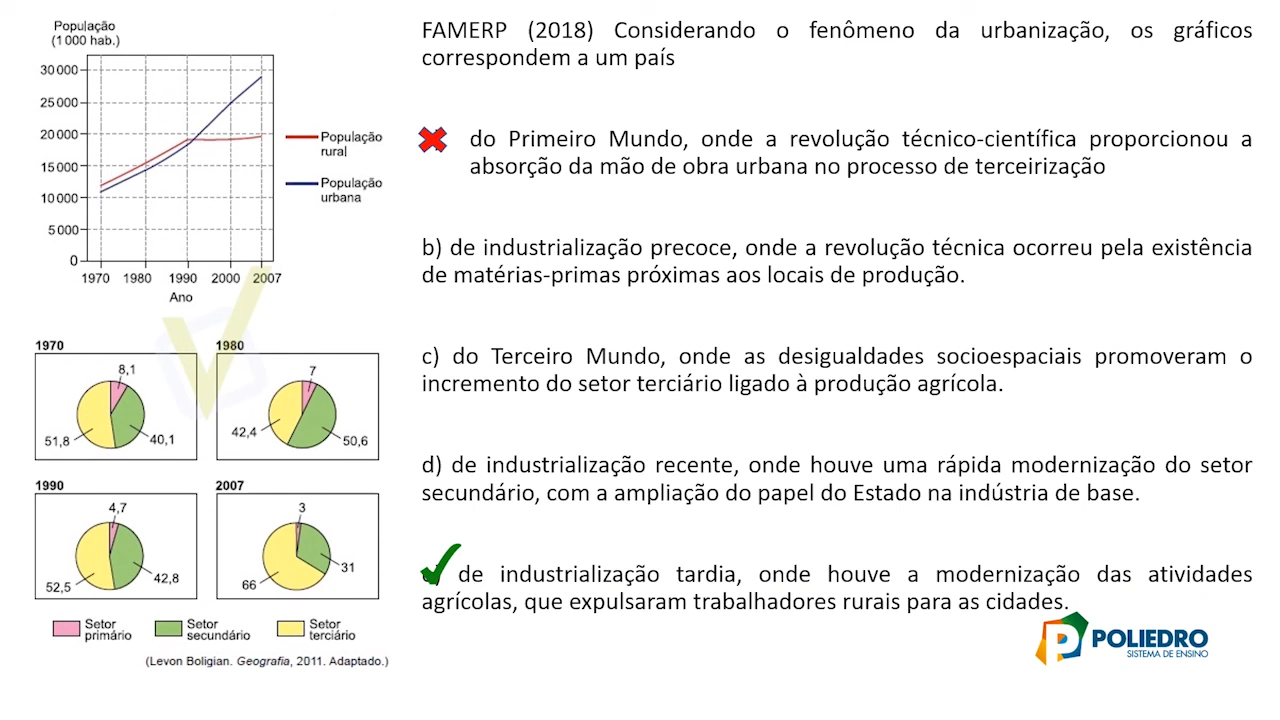 População
(1 000 hab.)
30 000
25 000
20 000
15 000
10 000
5 000
0
1970 1980 1990 2000 2007
Ano
População
rural
População
urbana
1970
8,1
51,8
40,1
1980
7
42,4
50,6
1990
4,7
52,5
42,8
2007
3
66
31
Setor
primário
Setor
secundário
Setor
terciário
(Levon Boligian. Geografia, 2011. Adaptado.)
FAMERP (2018) Considerando o fenômeno da urbanização, os gráficos
correspondem a um país
do Primeiro Mundo, onde a revolução técnico-científica proporcionou a
absorção da mão de obra urbana no processo de terceirização
b) de industrialização precoce, onde a revolução técnica ocorreu pela existência
de matérias-primas próximas aos locais de produção.
c) do Terceiro Mundo, onde as desigualdades socioespaciais promoveram o
incremento do setor terciário ligado à produção agrícola.
d) de industrialização recente, onde houve uma rápida modernização do setor
secundário, com a ampliação do papel do Estado na indústria de base.
de industrialização tardia, onde houve a modernização das atividades
agrícolas, que expulsaram trabalhadores rurais para as cidades.
POLIEDRO
SISTEMA DE ENSINO